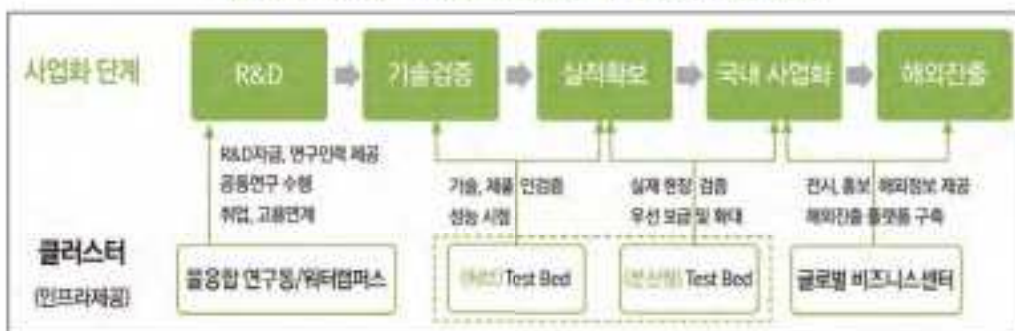 사업화 단계
R&D
기술검증
실적확보
국내 사업화
해외진출
R&D자금, 연구인력 제공
공동연구 수행
취업, 고용연계
기술, 제품 인검증
성능 시험
실제 현장 검증
우선 보급 및 확대
전시, 홍보, 해외정보 제공
해외진출 플랫폼 구축
클러스터
(인프라제공)
물융합 연구동/워터캠퍼스
Test Bed
(분산형) Test Bed
글로벌 비즈니스센터